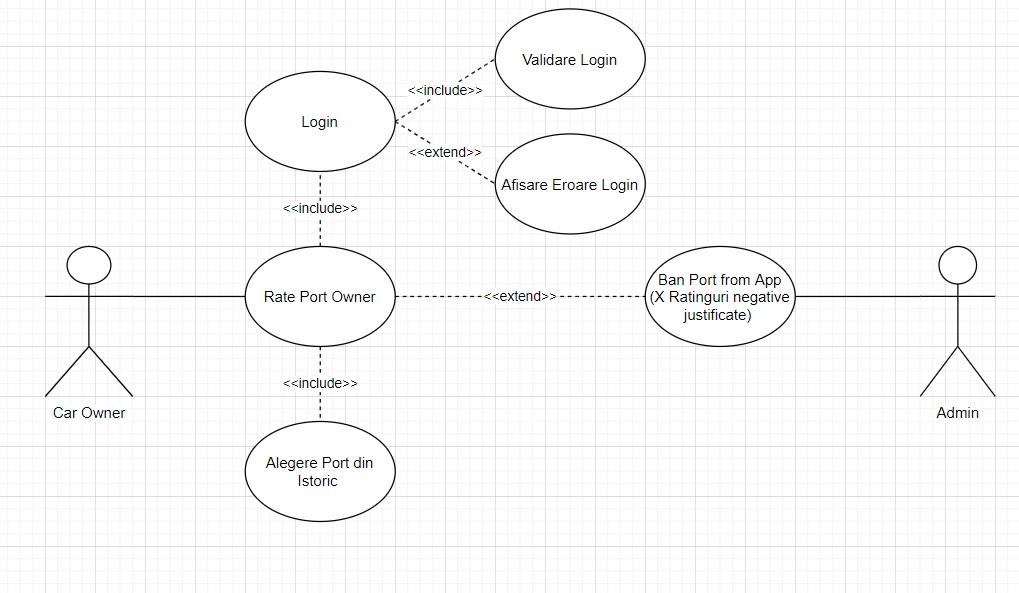 Validare Login
<<include>>
Login
<<extend>>
Afisare Eroare Login
<<include>>
Rate Port Owner
<<extend>>
Ban Port from App
(X Ratinguri negative
justificate)
<<include>>
Car Owner
Admin
Alegere Port din
Istoric